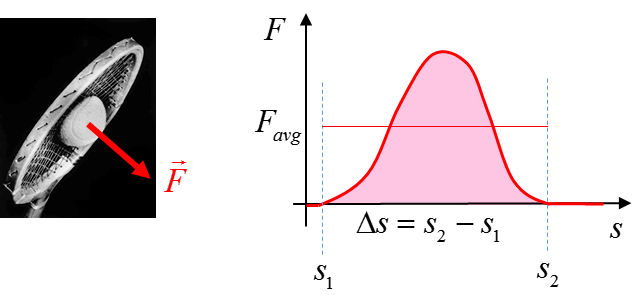 F
F⃗
F_avg
Δs = s₂ − s₁
s
s₁
s₂